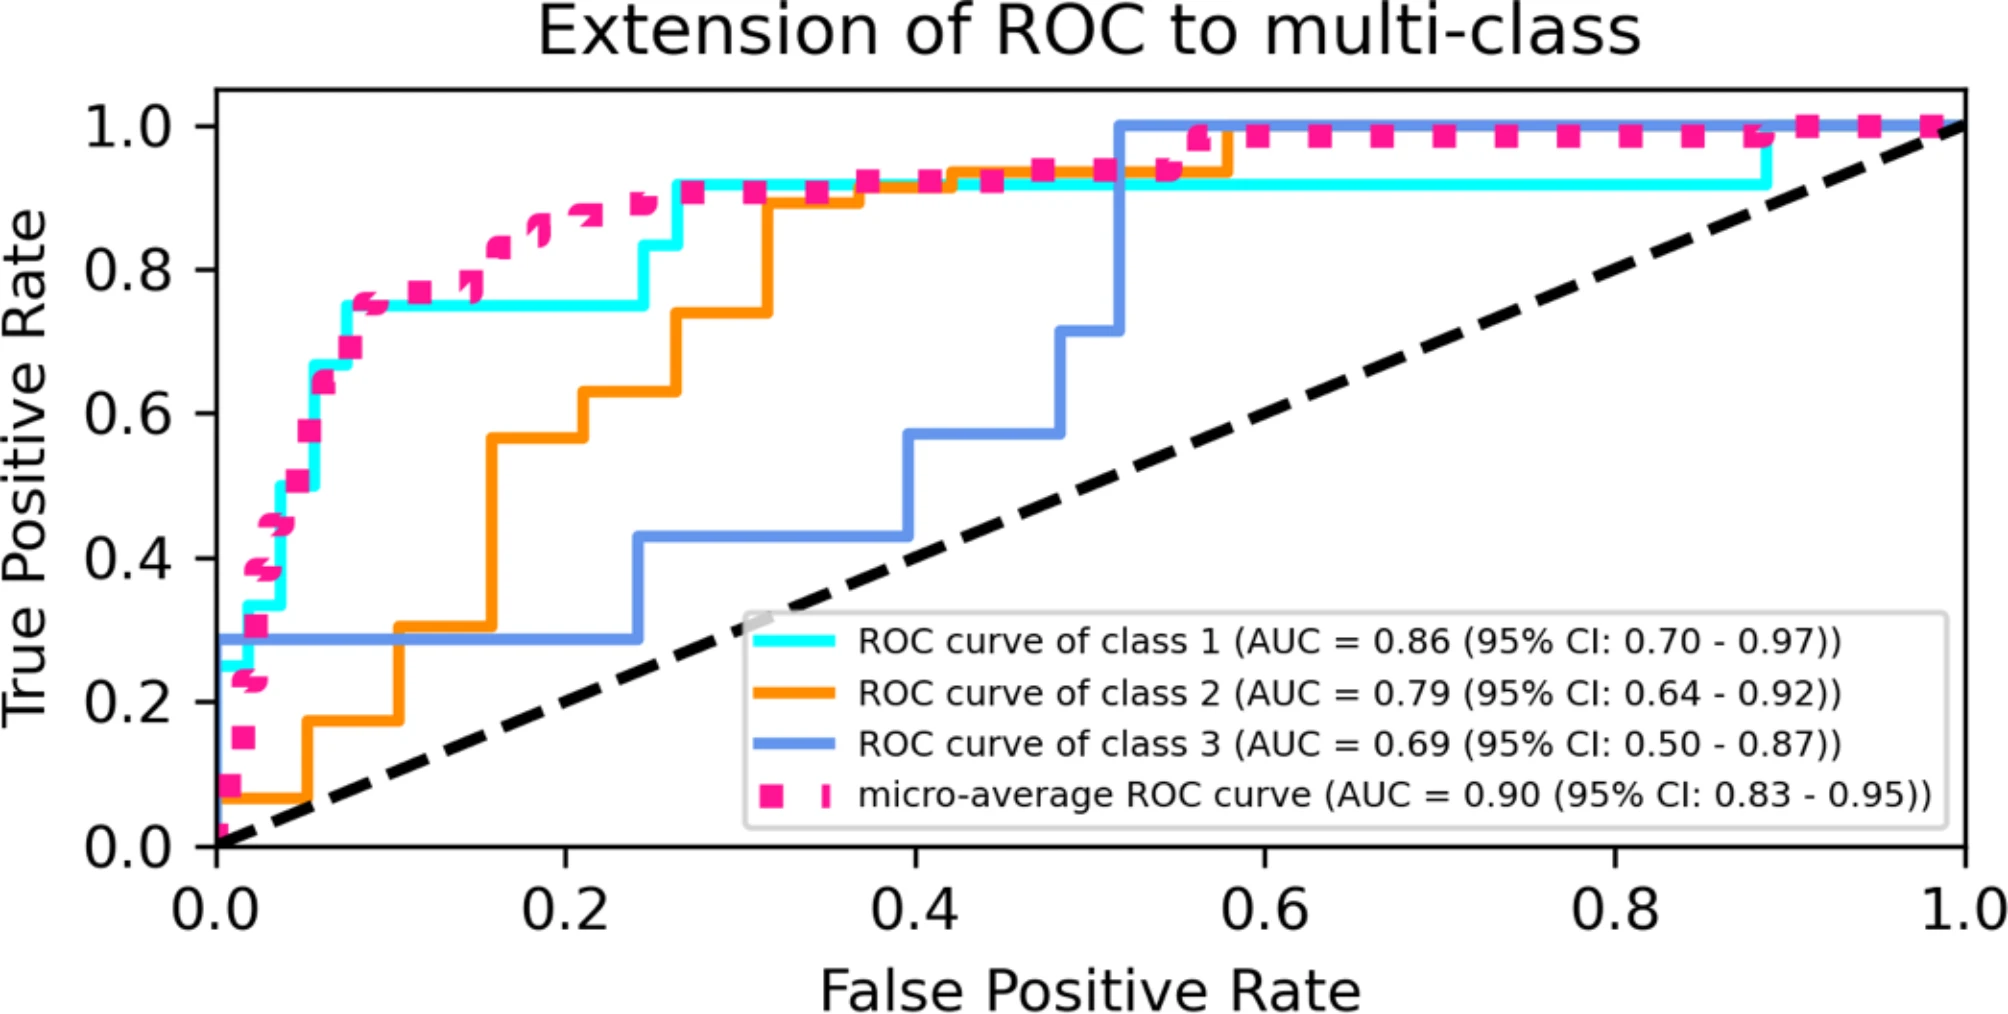 Extension of ROC to multi-class
True Positive Rate
1.0
0.8
0.6
0.4
0.2
0.0
ROC curve of class 1 (AUC = 0.86 (95% CI: 0.70 - 0.97))
ROC curve of class 2 (AUC = 0.79 (95% CI: 0.64 - 0.92))
ROC curve of class 3 (AUC = 0.69 (95% CI: 0.50 - 0.87))
micro-average ROC curve (AUC = 0.90 (95% CI: 0.83 - 0.95))
0.0 0.2 0.4 0.6 0.8 1.0
False Positive Rate